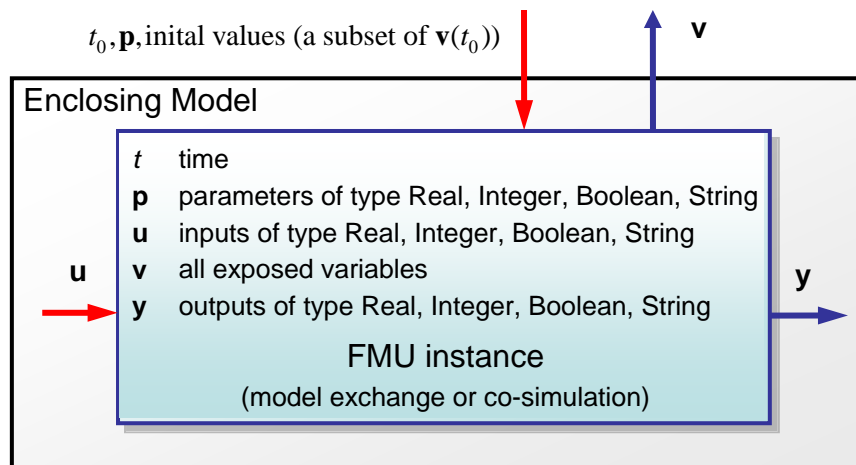 t₀, p, inital values (a subset of v(t₀))
v
Enclosing Model
t time
p parameters of type Real, Integer, Boolean, String
u inputs of type Real, Integer, Boolean, String
u
v all exposed variables
y
y outputs of type Real, Integer, Boolean, String
FMU instance
(model exchange or co-simulation)